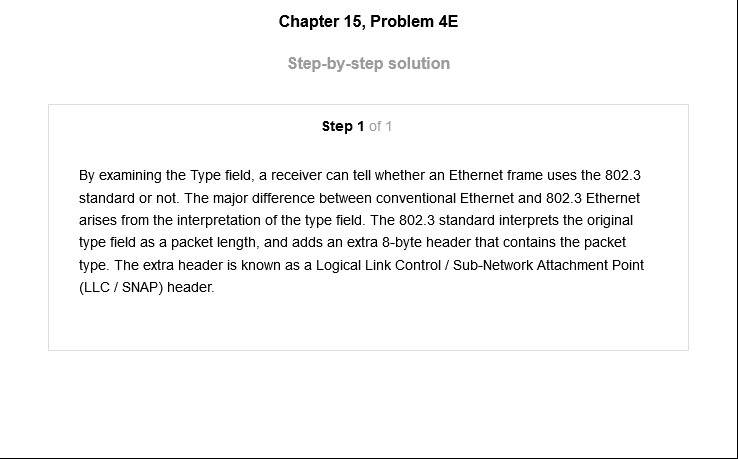 Chapter 15, Problem 4E
Step-by-step solution
Step 1 of 1
By examining the Type field, a receiver can tell whether an Ethernet frame uses the 802.3
standard or not. The major difference between conventional Ethernet and 802.3 Ethernet
arises from the interpretation of the type field. The 802.3 standard interprets the original
type field as a packet length, and adds an extra 8-byte header that contains the packet
type. The extra header is known as a Logical Link Control / Sub-Network Attachment Point
(LLC / SNAP) header.